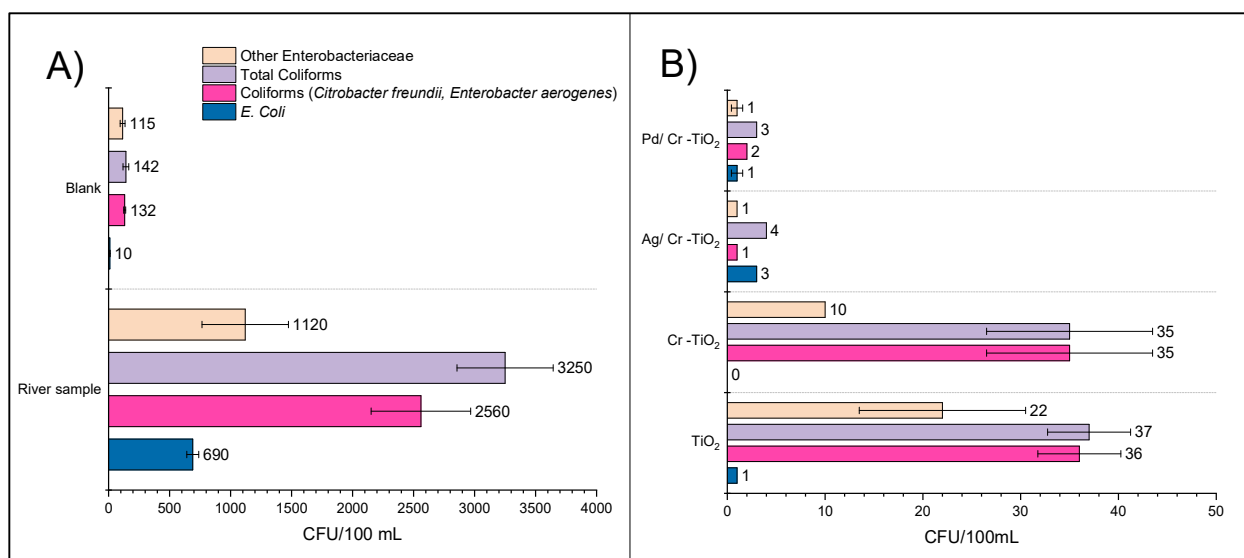 A)
Other Enterobacteriaceae
Total Coliforms
Coliforms (Citrobacter freundii, Enterobacter aerogenes)
E. Coli
Blank
115
142
132
10
River sample
1120
3250
2560
690
0 500 1000 1500 2000 2500 3000 3500 4000
CFU/100 mL
B)
Pd/ Cr -TiO₂
1
3
2
1
Ag/ Cr -TiO₂
1
4
1
3
Cr -TiO₂
10
35
35
0
TiO₂
22
37
36
1
0 10 20 30 40 50
CFU/100mL